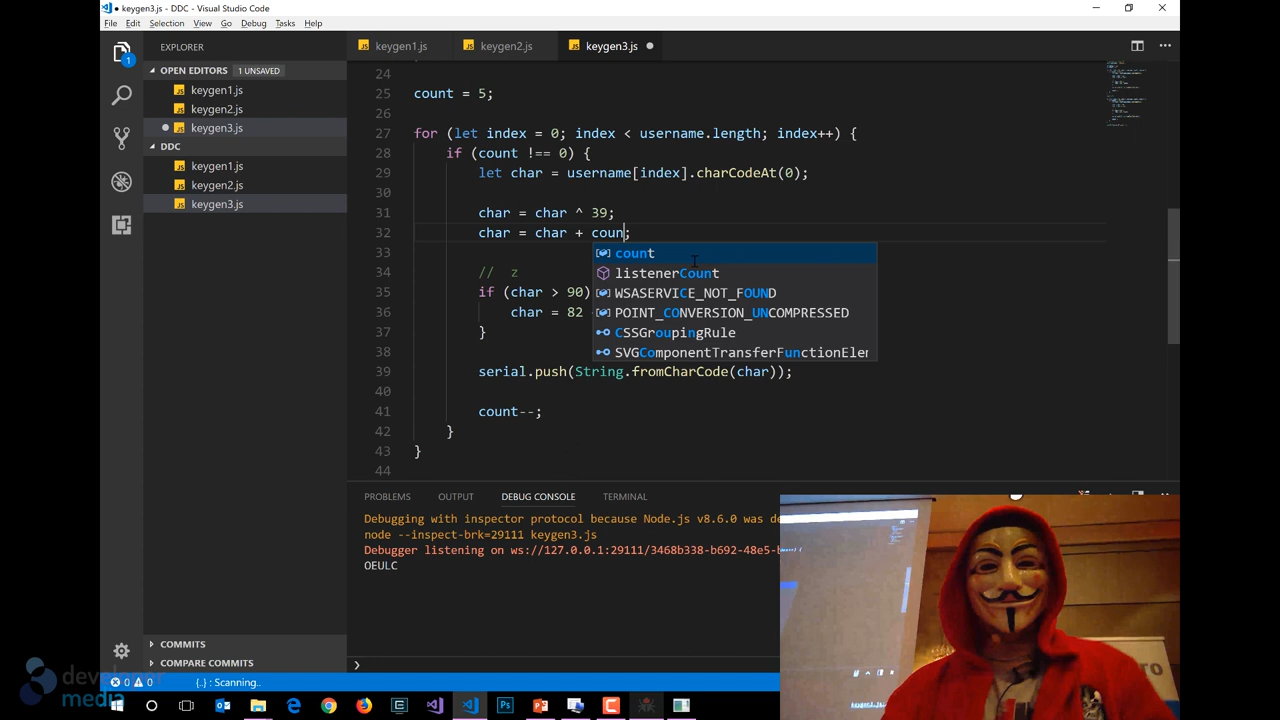 keygen3.js - DDC - Visual Studio Code
File Edit Selection View Go Debug Tasks Help
EXPLORER
OPEN EDITORS 1 UNSAVED
keygen1.js
keygen2.js
keygen3.js
DDC
keygen1.js
keygen2.js
keygen3.js
COMMITS
COMPARE COMMITS
1
keygen1.js keygen2.js keygen3.js
24
25 count = 5;
26
27 for (let index = 0; index < username.length; index++) {
28 if (count !== 0) {
29 let char = username[index].charCodeAt(0);
30
31 char = char ^ 39;
32 char = char + coun;
33
34 // z
35 if (char > 90)
36 char = 82
37 }
38
39 serial.push(String.fromCharCode(char));
40
41 count--;
42 }
43 }
44
count
listenerCount
WSASERVICE_NOT_FOUND
POINT_CONVERSION_UNCOMPRESSED
CSSGroupingRule
SVGComponentTransferFunctionElem
PROBLEMS OUTPUT DEBUG CONSOLE TERMINAL
Debugging with inspector protocol because Node.js v8.6.0 was de
node --inspect-brk=29111 keygen3.js
Debugger listening on ws://127.0.0.1:29111/3468b338-b692-48e5-b
OEULC
0 0 {..} : Scanning..
developer
media